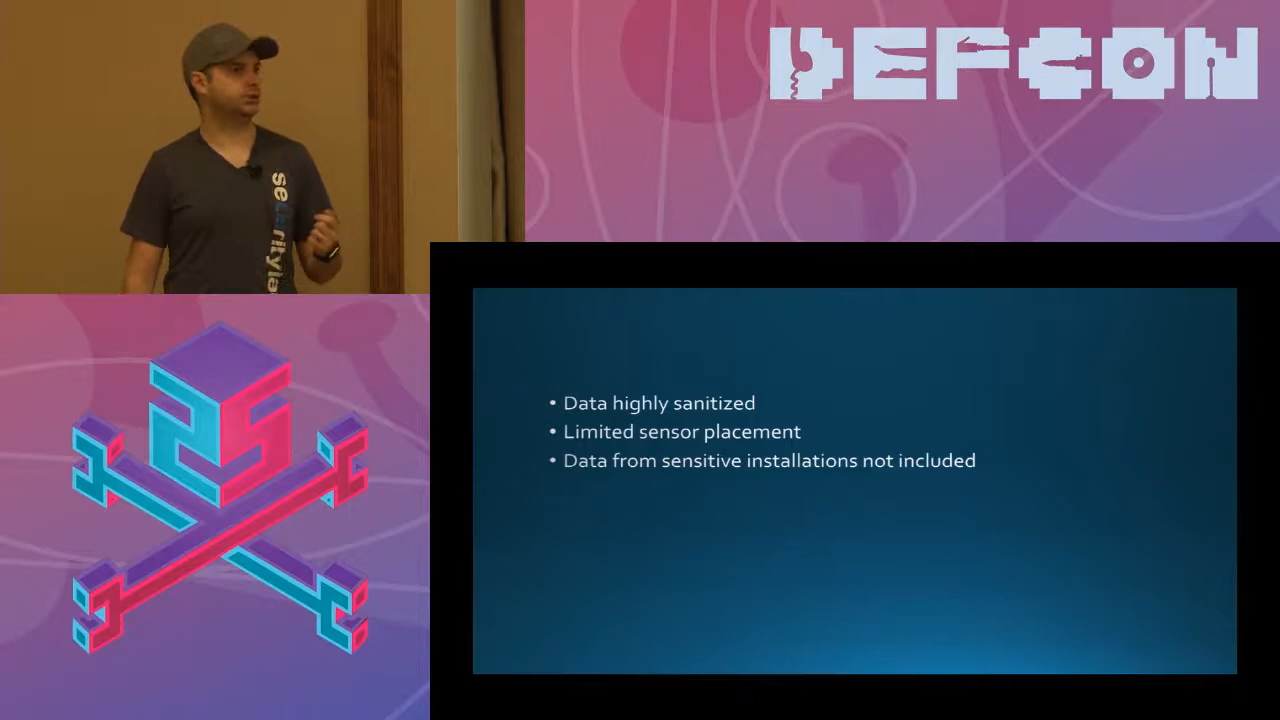 DEFCON
• Data highly sanitized
• Limited sensor placement
• Data from sensitive installations not included